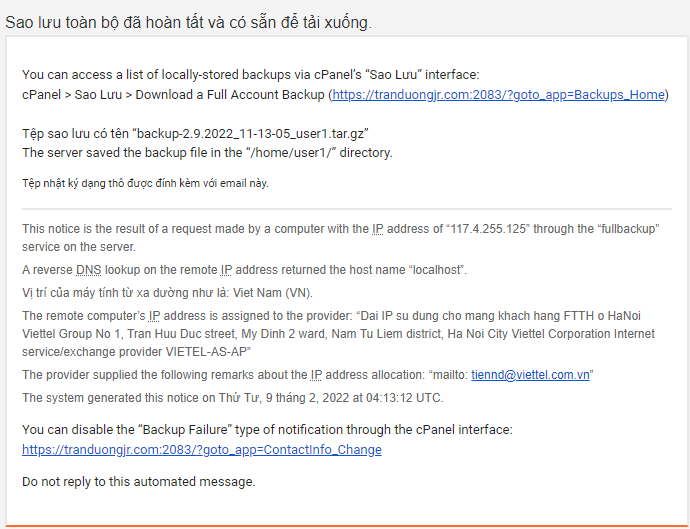 Sao lưu toàn bộ đã hoàn tất và có sẵn để tải xuống.
You can access a list of locally-stored backups via cPanel’s “Sao Lưu” interface:
cPanel > Sao Lưu > Download a Full Account Backup (https://tranduongjr.com:2083/?goto_app=Backups_Home)
Tệp sao lưu có tên “backup-2.9.2022_11-13-05_user1.tar.gz”
The server saved the backup file in the “/home/user1/” directory.
Tệp nhật ký dạng thô được đính kèm với email này.
This notice is the result of a request made by a computer with the IP address of “117.4.255.125” through the “fullbackup”
service on the server.
A reverse DNS lookup on the remote IP address returned the host name “localhost”.
Vị trí của máy tính từ xa dường như là: Viet Nam (VN).
The remote computer’s IP address is assigned to the provider: “Dai IP su dung cho mang khach hang FTTH o HaNoi
Viettel Group No 1, Tran Huu Duc street, My Dinh 2 ward, Nam Tu Liem district, Ha Noi City Viettel Corporation Internet
service/exchange provider VIETEL-AS-AP”
The provider supplied the following remarks about the IP address allocation: “mailto: tiennd@viettel.com.vn”
The system generated this notice on Thứ Tư, 9 tháng 2, 2022 at 04:13:12 UTC.
You can disable the “Backup Failure” type of notification through the cPanel interface:
https://tranduongjr.com:2083/?goto_app=ContactInfo_Change
Do not reply to this automated message.